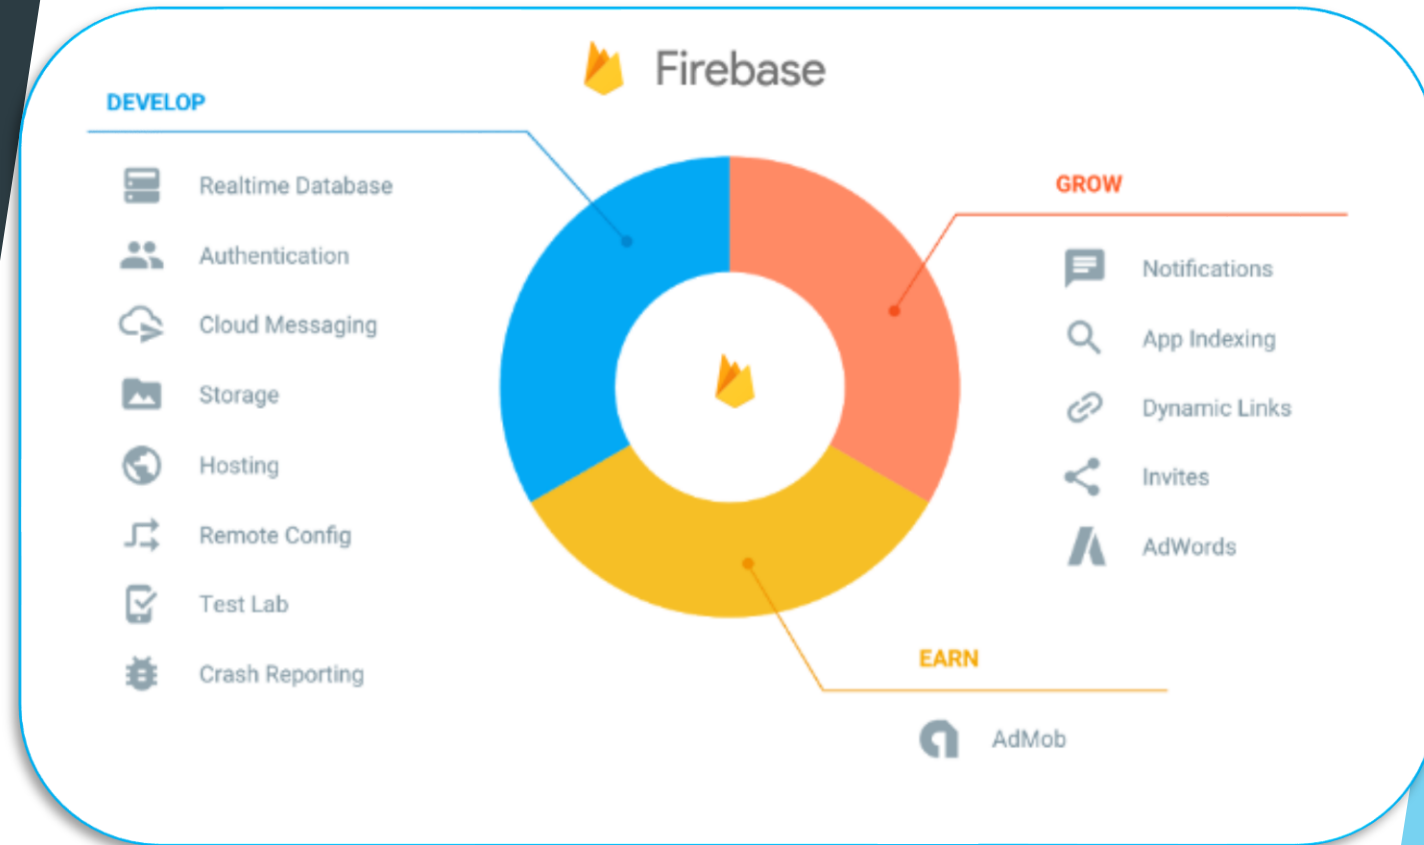 Firebase
DEVELOP
Realtime Database
Authentication
Cloud Messaging
Storage
Hosting
Remote Config
Test Lab
Crash Reporting
GROW
Notifications
App Indexing
Dynamic Links
Invites
AdWords
EARN
AdMob